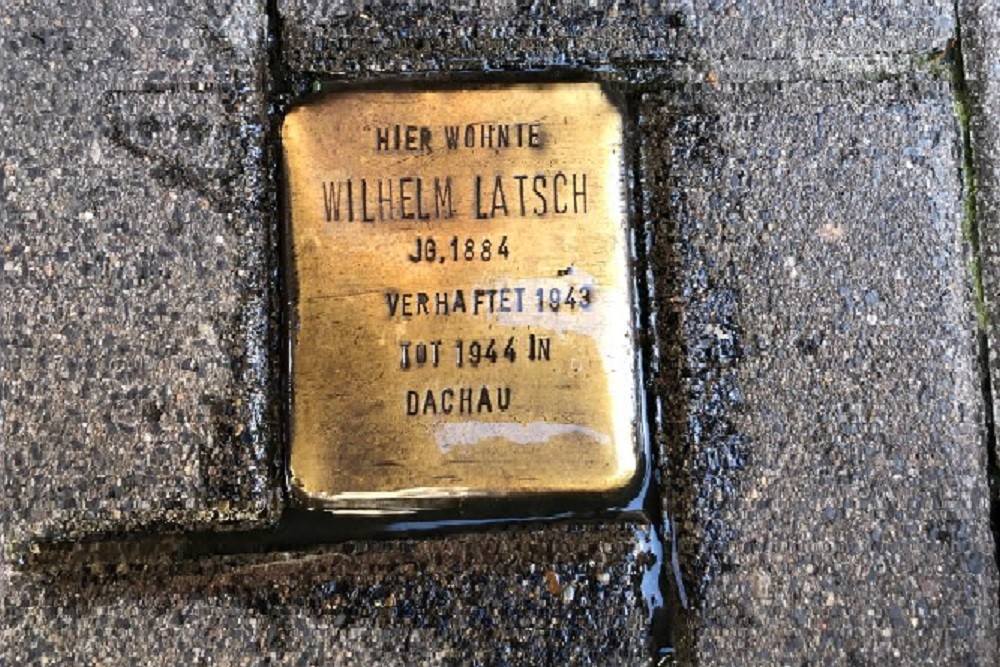 HIER WOHNTE
WILHELM LATSCH
JG.1884
VERHAFTET 1943
TOT 1944 IN
DACHAU